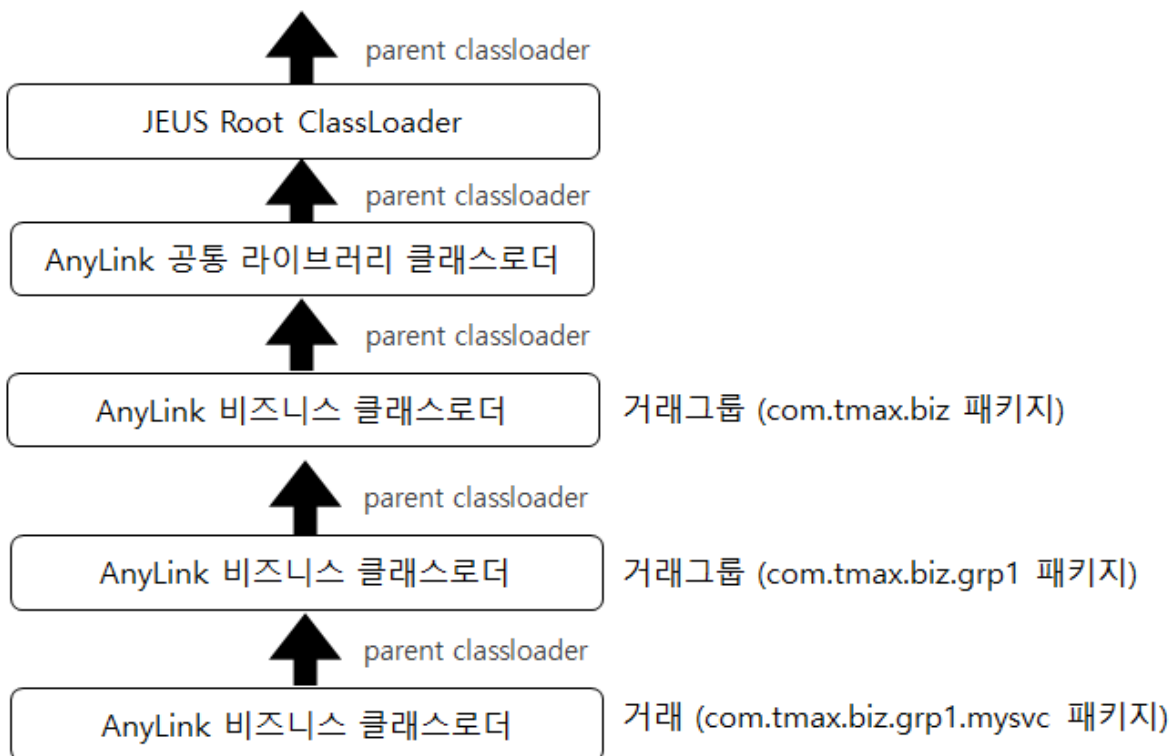 parent classloader
JEUS Root ClassLoader
parent classloader
AnyLink 공통 라이브러리 클래스로더
parent classloader
AnyLink 비즈니스 클래스로더 거래그룹 (com.tmax.biz 패키지)
parent classloader
AnyLink 비즈니스 클래스로더 거래그룹 (com.tmax.biz.grp1 패키지)
parent classloader
AnyLink 비즈니스 클래스로더 거래 (com.tmax.biz.grp1.mysvc 패키지)